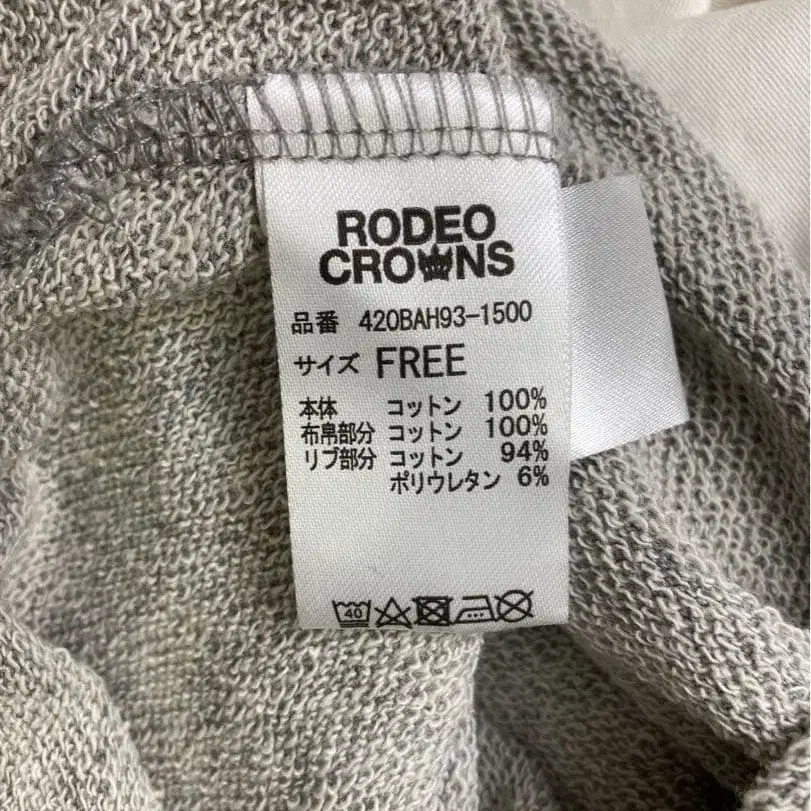 RODEO
CROWNS
品番 420BAH93-1500
サイズ FREE
本体 コットン 100%
布帛部分 コットン 100%
リブ部分 コットン 94%
ポリウレタン 6%
40